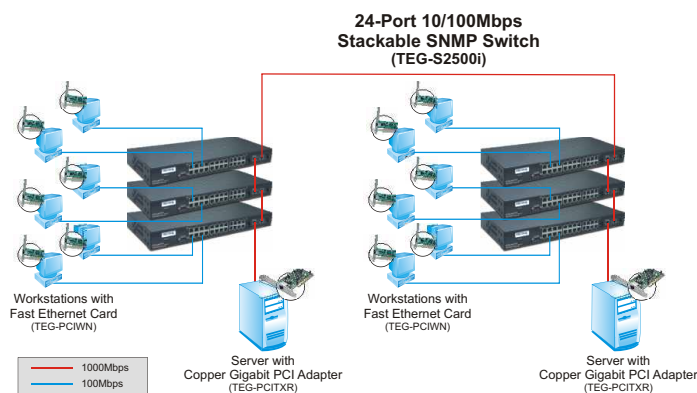 24-Port 10/100Mbps
Stackable SNMP Switch
(TEG-S2500i)
Workstations with
Fast Ethernet Card
(TEG-PCIWN)
Server with
Copper Gigabit PCI Adapter
(TEG-PCITXR)
Workstations with
Fast Ethernet Card
(TEG-PCIWN)
Server with
Copper Gigabit PCI Adapter
(TEG-PCITXR)
1000Mbps
100Mbps